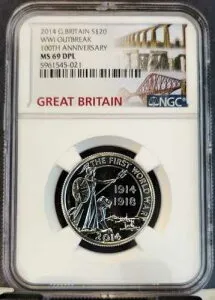 2014 G.BRITAIN S£20
WWI OUTBREAK
100TH ANNIVERSARY
MS 69 DPL
5961545-021
NGC
GREAT BRITAIN
THE FIRST WORLD WAR
1914
1918
2014